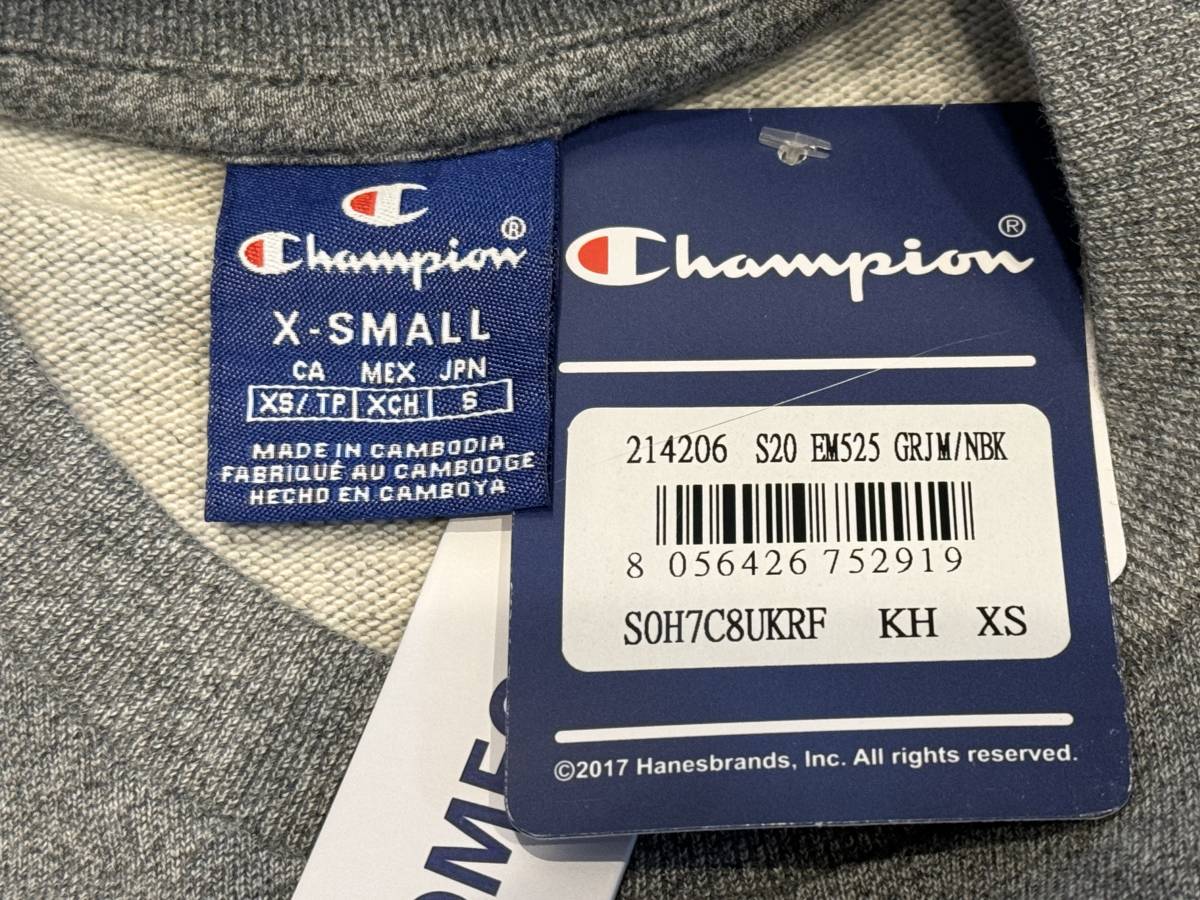 Champion®
X-SMALL
CA MEX JPN
XS/TP XCH S
MADE IN CAMBODIA
FABRIQUÉ AU CAMBODGE
HECHO EN CAMBOYA
Champion®
214206 S20 EM525 GRJM/NBK
8 056426 752919
S0H7C8UKRF KH XS
©2017 Hanesbrands, Inc. All rights reserved.